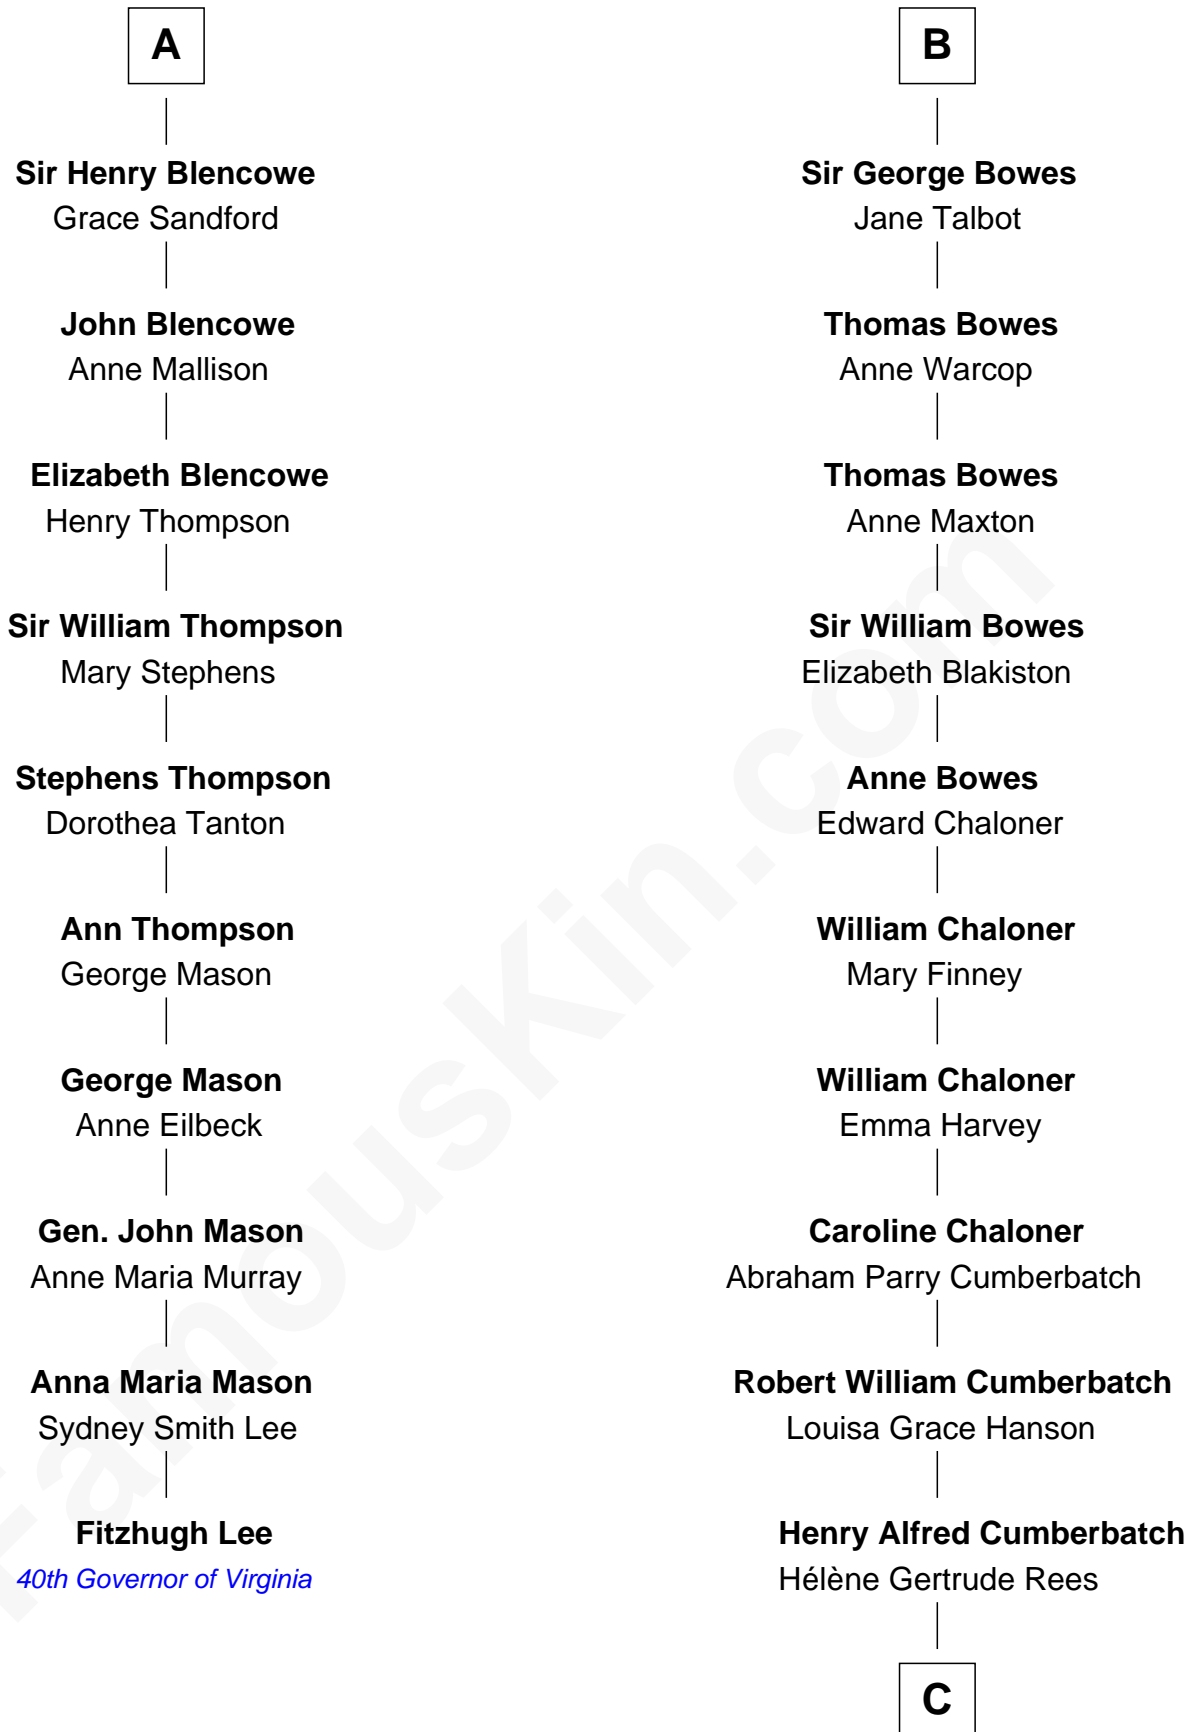 A
Sir Henry Blencowe
Grace Sandford
John Blencowe
Anne Mallison
Elizabeth Blencowe
Henry Thompson
Sir William Thompson
Mary Stephens
Stephens Thompson
Dorothea Tanton
Ann Thompson
George Mason
George Mason
Anne Eilbeck
Gen. John Mason
Anne Maria Murray
Anna Maria Mason
Sydney Smith Lee
Fitzhugh Lee
40th Governor of Virginia
B
Sir George Bowes
Jane Talbot
Thomas Bowes
Anne Warcop
Thomas Bowes
Anne Maxton
Sir William Bowes
Elizabeth Blakiston
Anne Bowes
Edward Chaloner
William Chaloner
Mary Finney
William Chaloner
Emma Harvey
Caroline Chaloner
Abraham Parry Cumberbatch
Robert William Cumberbatch
Louisa Grace Hanson
Henry Alfred Cumberbatch
Hélène Gertrude Rees
C
FamousKin.com